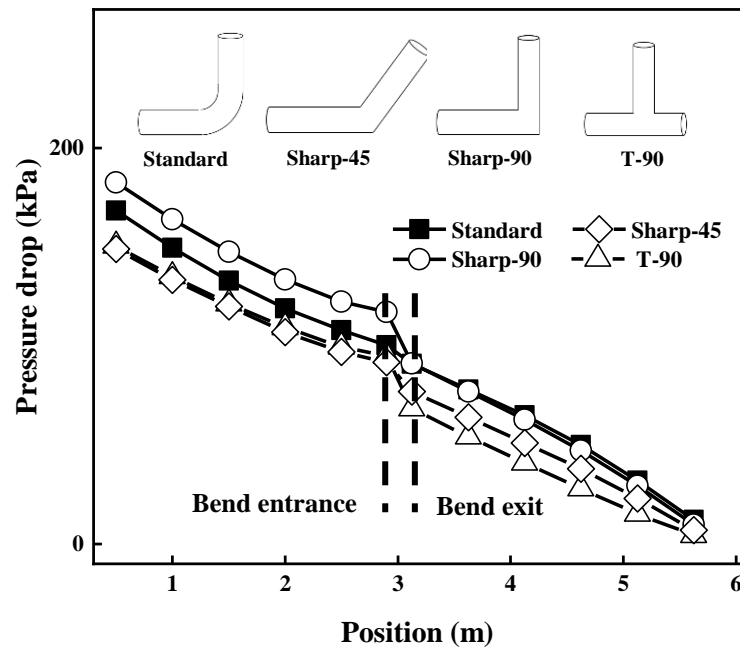 Standard Sharp-45 Sharp-90 T-90
200
Standard Sharp-45
Sharp-90 T-90
Pressure drop (kPa)
Bend entrance Bend exit
0
1 2 3 4 5 6
Position (m)